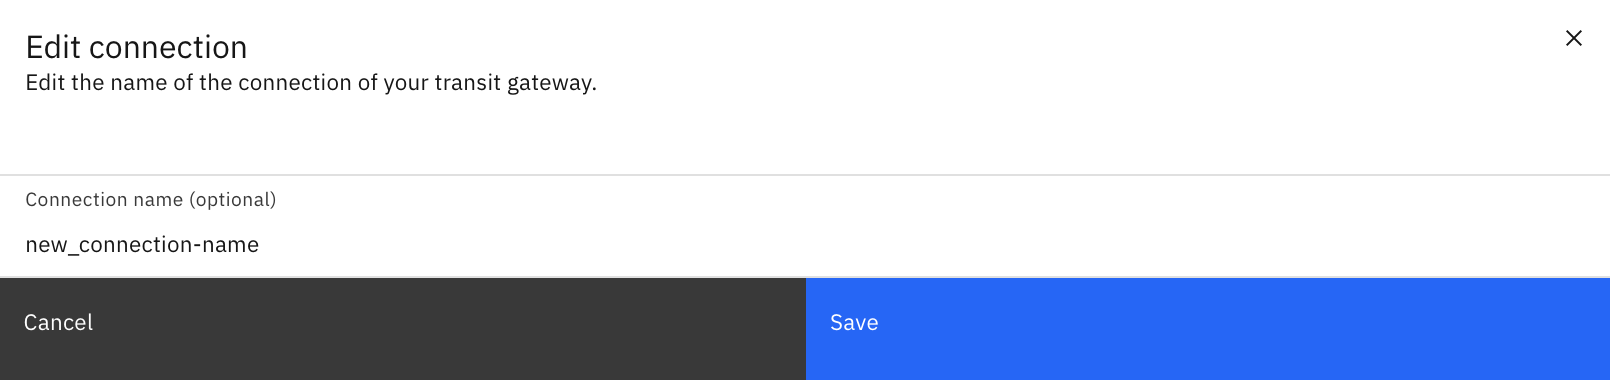 Edit connection
Edit the name of the connection of your transit gateway.
Connection name (optional)
new_connection-name
Cancel
Save